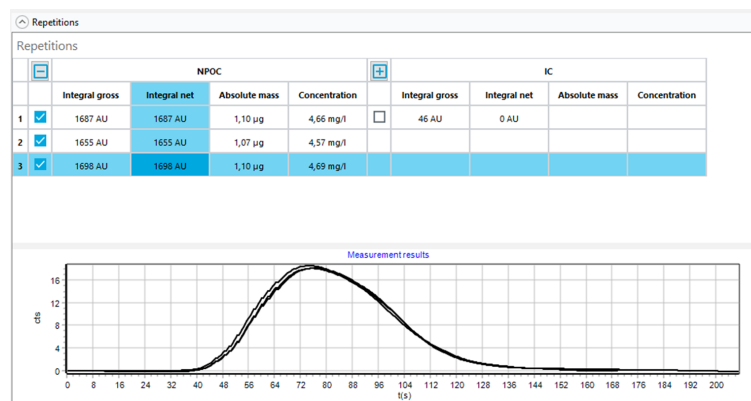 Repetitions
Repetitions
NPOC IC
Integral gross Integral net Absolute mass Concentration Integral gross Integral net Absolute mass Concentration
1 1687 AU 1687 AU 1,10 µg 4,66 mg/l 46 AU 0 AU
2 1655 AU 1655 AU 1,07 µg 4,57 mg/l
3 1698 AU 1698 AU 1,10 µg 4,69 mg/l
Measurement results
cts
16
12
8
4
0
0 8 16 24 32 40 48 56 64 72 80 88 96 104 112 120 128 136 144 152 160 168 176 184 192 200
t(s)